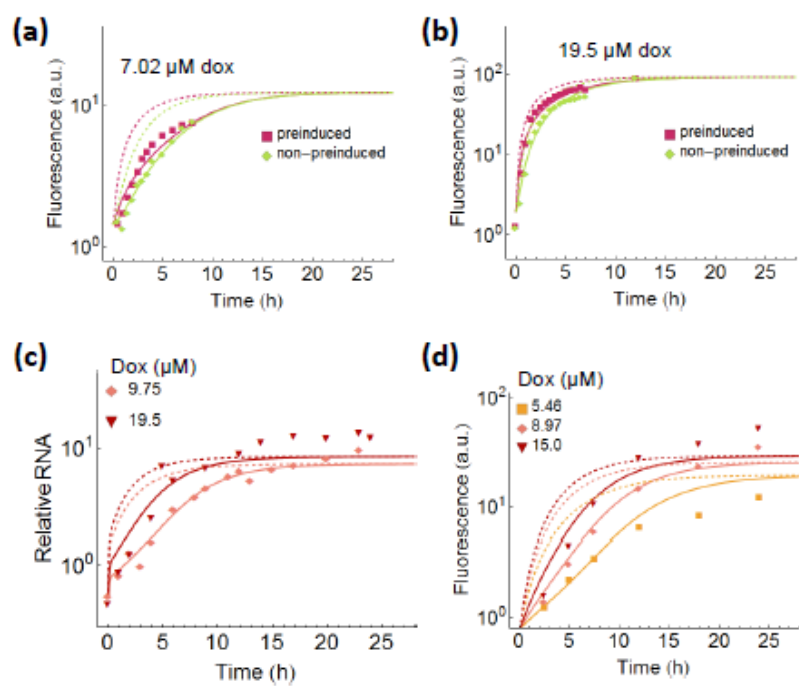 (a)
7.02 µM dox
Fluorescence (a.u.)
10¹
10⁰
preinduced
non–preinduced
0 5 10 15 20 25
Time (h)
(b)
19.5 µM dox
Fluorescence (a.u.)
10²
10¹
10⁰
preinduced
non–preinduced
0 5 10 15 20 25
Time (h)
(c)
Dox (µM)
9.75
19.5
Relative RNA
10¹
10⁰
0 5 10 15 20 25
Time (h)
(d)
Dox (µM)
5.46
8.97
15.0
Fluorescence (a.u.)
10²
10¹
10⁰
0 5 10 15 20 25
Time (h)